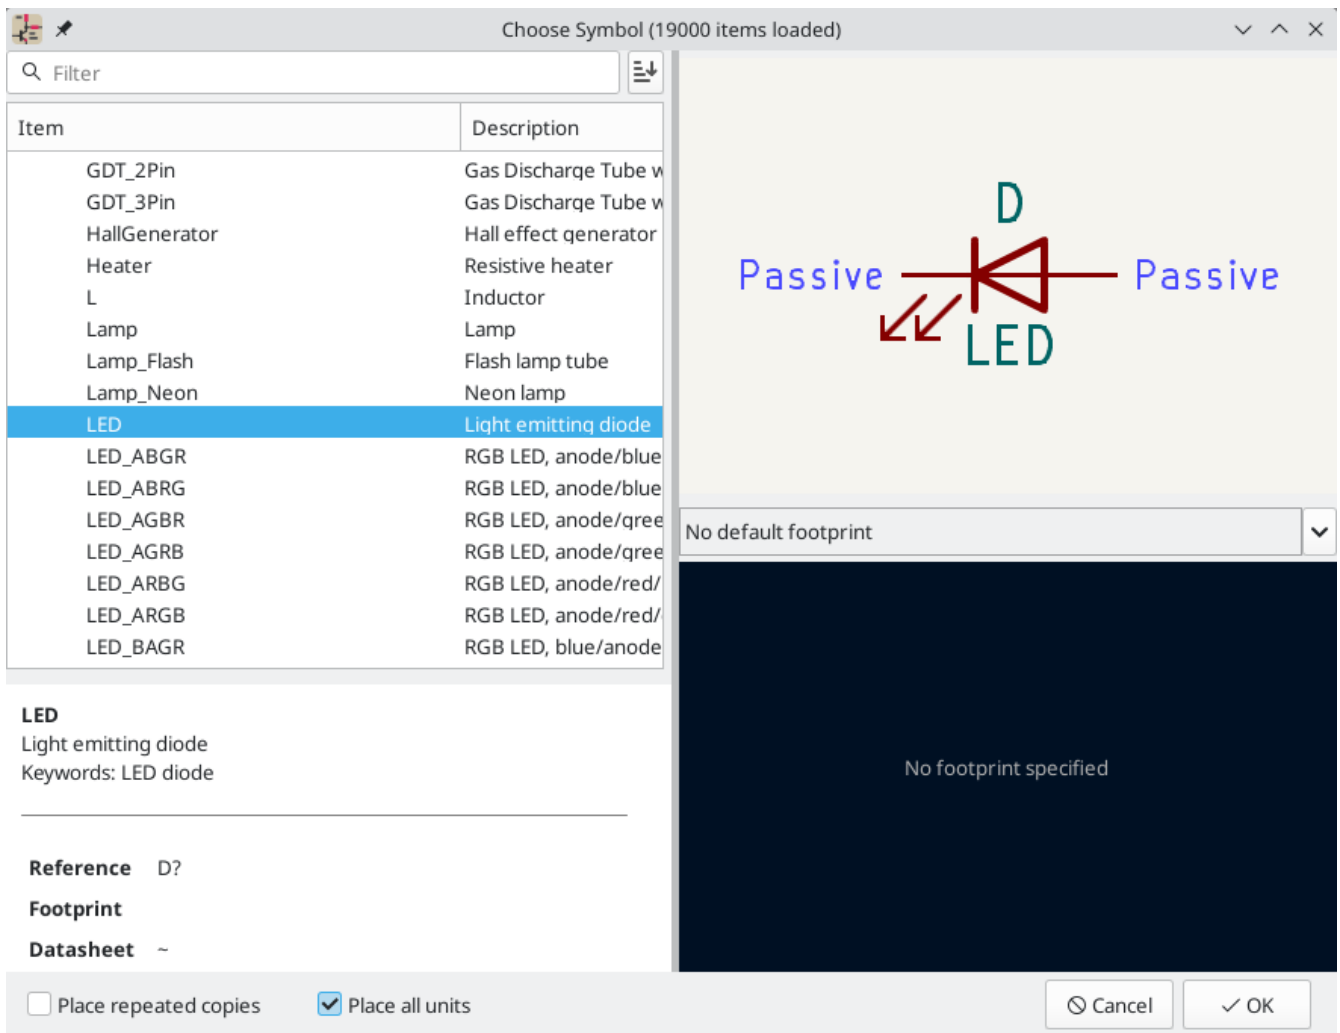 Choose Symbol (19000 items loaded)
Filter
Item Description
GDT_2Pin Gas Discharge Tube w
GDT_3Pin Gas Discharge Tube w
HallGenerator Hall effect generator
Heater Resistive heater
L Inductor
Lamp Lamp
Lamp_Flash Flash lamp tube
Lamp_Neon Neon lamp
LED Light emitting diode
LED_ABGR RGB LED, anode/blue
LED_ABRG RGB LED, anode/blue
LED_AGBR RGB LED, anode/gree
LED_AGRB RGB LED, anode/gree
LED_ARBG RGB LED, anode/red/
LED_ARGB RGB LED, anode/red/
LED_BAGR RGB LED, blue/anode
LED
Light emitting diode
Keywords: LED diode
Reference D?
Footprint
Datasheet ~
D
Passive Passive
LED
No default footprint
No footprint specified
Place repeated copies Place all units
Cancel OK